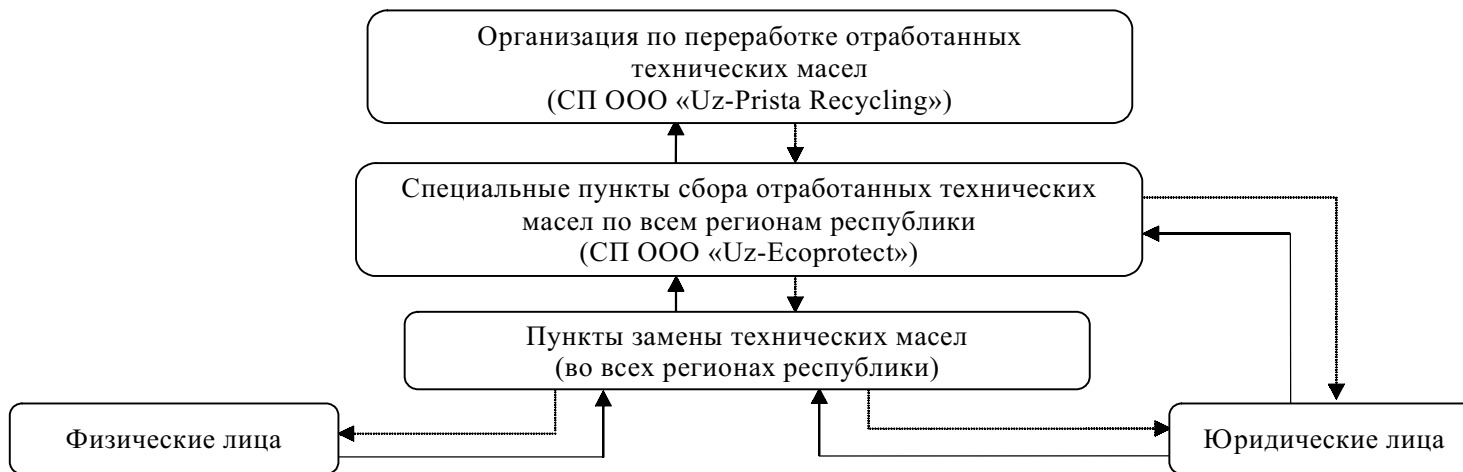 Организация по переработке отработанных
технических масел
(СП ООО «Uz-Prista Recycling»)
Специальные пункты сбора отработанных технических
масел по всем регионам республики
(СП ООО «Uz-Ecoprotect»)
Пункты замены технических масел
(во всех регионах республики)
Физические лица
Юридические лица